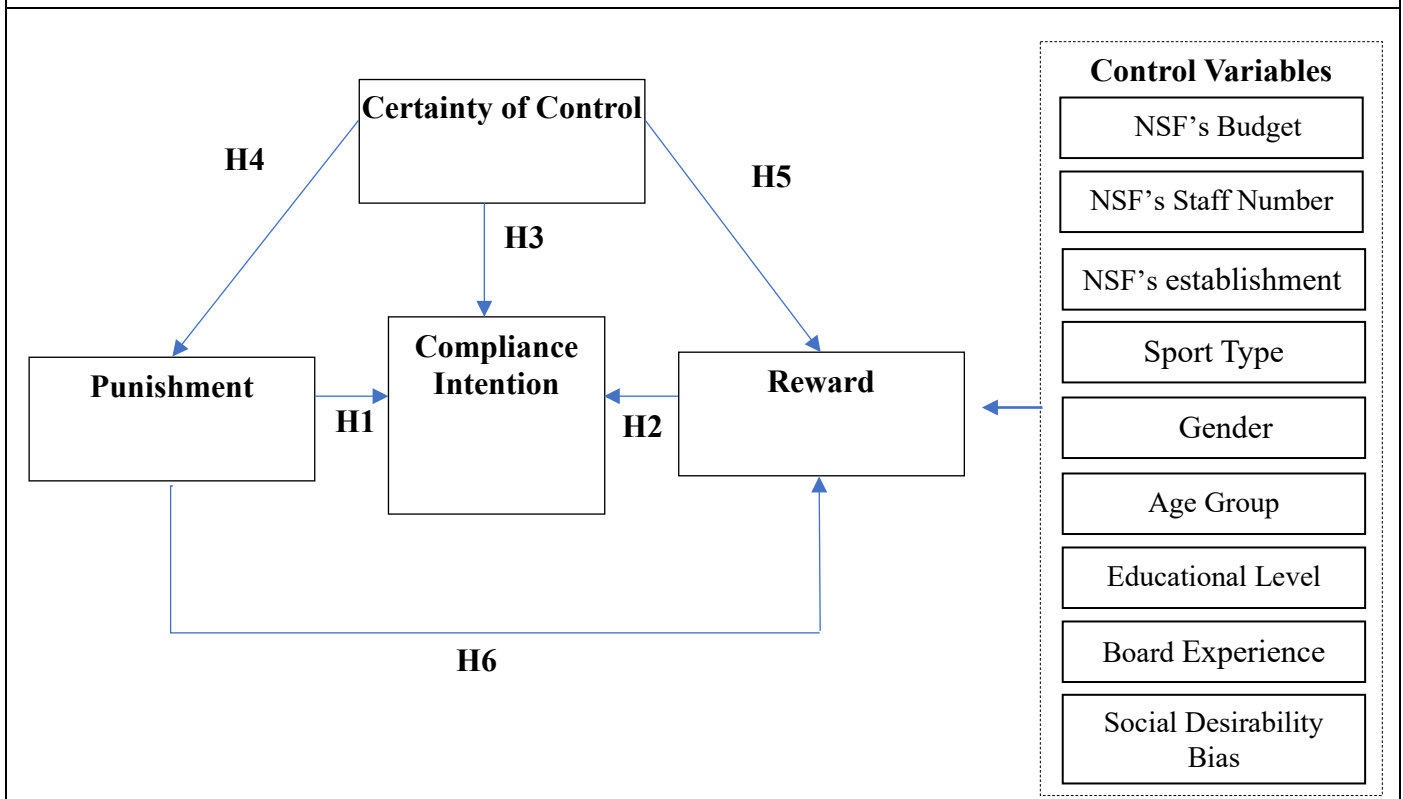 Control Variables
Certainty of Control
NSF’s Budget
H4
H5
NSF’s Staff Number
H3
NSF’s establishment
Compliance
Intention
Punishment
Reward
Sport Type
H1
H2
Gender
Age Group
Educational Level
H6
Board Experience
Social Desirability
Bias